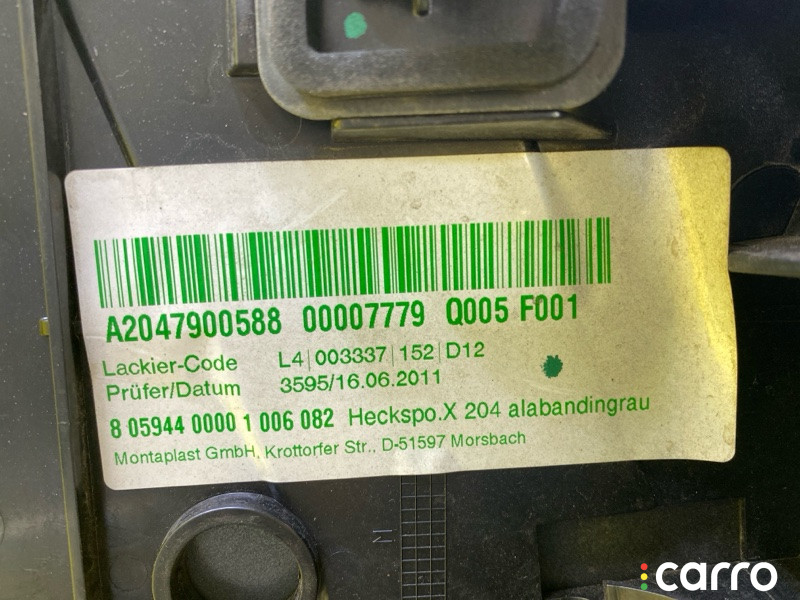 A2047900588 00007779 Q005 F001
Lackier-Code L4|003337|152|D12
Prüfer/Datum 3595/16.06.2011
8 05944 0000 1 006 082 Heckspo.X 204 alabandingrau
Montaplast GmbH, Krottorfer Str., D-51597 Morsbach
IN
carro